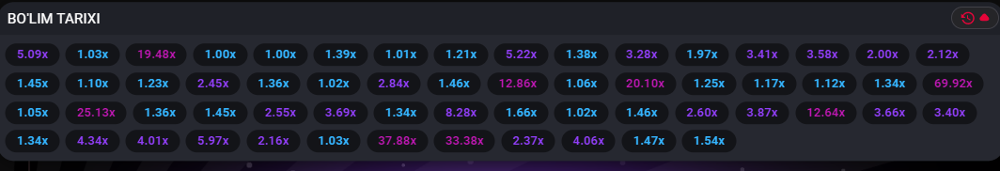 BO'LIM TARIXI
5.09x 1.03x 19.48x 1.00x 1.00x 1.39x 1.01x 1.21x 5.22x 1.38x 3.28x 1.97x 3.41x 3.58x 2.00x 2.12x
1.45x 1.10x 1.23x 2.45x 1.36x 1.02x 2.84x 1.46x 12.86x 1.06x 20.10x 1.25x 1.17x 1.12x 1.34x 69.92x
1.05x 25.13x 1.36x 1.45x 2.55x 3.69x 1.34x 8.28x 1.66x 1.02x 1.46x 2.60x 3.87x 12.64x 3.66x 3.40x
1.34x 4.34x 4.01x 5.97x 2.16x 1.03x 37.88x 33.38x 2.37x 4.06x 1.47x 1.54x